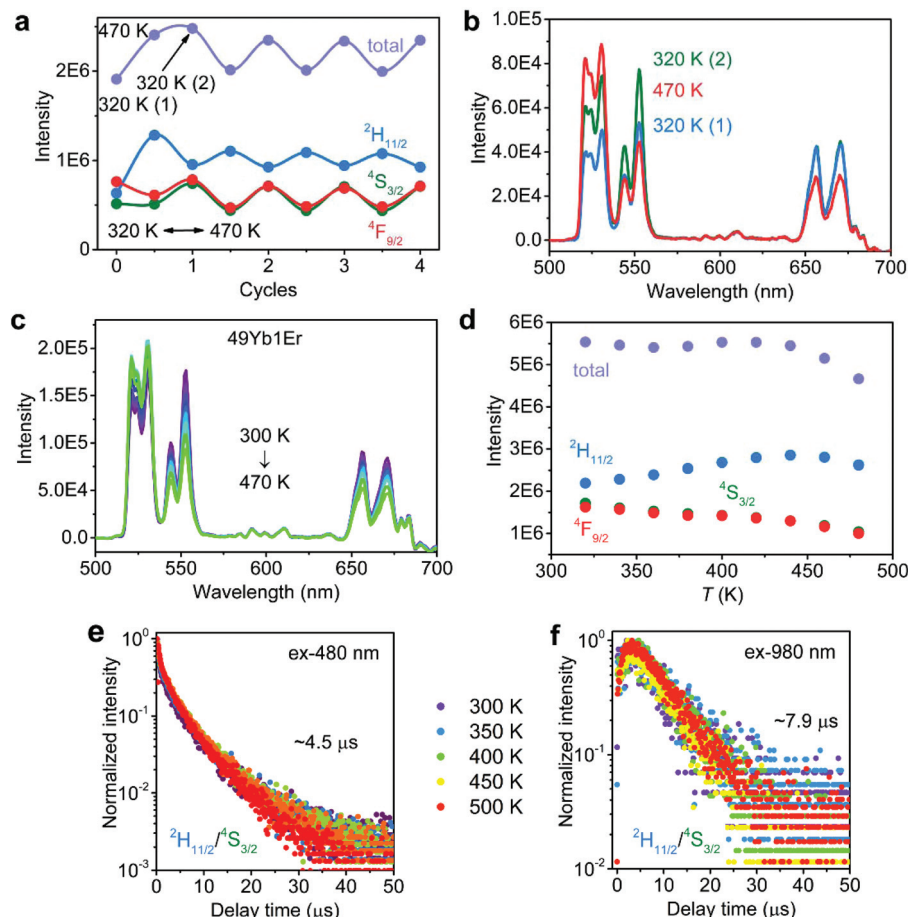 a
470 K
total
320 K (2)
320 K (1)
²H₁₁/₂
⁴S₃/₂
⁴F₉/₂
320 K ↔ 470 K
2E6
1E6
0
Intensity
0 1 2 3 4
Cycles
b
320 K (2)
470 K
320 K (1)
1.0E5
8.0E4
6.0E4
4.0E4
2.0E4
0.0
Intensity
500 550 600 650 700
Wavelength (nm)
c
49Yb1Er
300 K
↓
470 K
2.0E5
1.5E5
1.0E5
5.0E4
0.0
Intensity
500 550 600 650 700
Wavelength (nm)
d
total
²H₁₁/₂
⁴S₃/₂
⁴F₉/₂
6E6
5E6
4E6
3E6
2E6
1E6
Intensity
300 350 400 450 500
T (K)
e
ex-480 nm
~4.5 μs
²H₁₁/₂/⁴S₃/₂
10⁰
10⁻¹
10⁻²
10⁻³
Normalized intensity
0 10 20 30 40 50
Delay time (μs)
300 K
350 K
400 K
450 K
500 K
f
ex-980 nm
~7.9 μs
²H₁₁/₂/⁴S₃/₂
10⁰
10⁻¹
10⁻²
Normalized intensity
0 10 20 30 40 50
Delay time (μs)